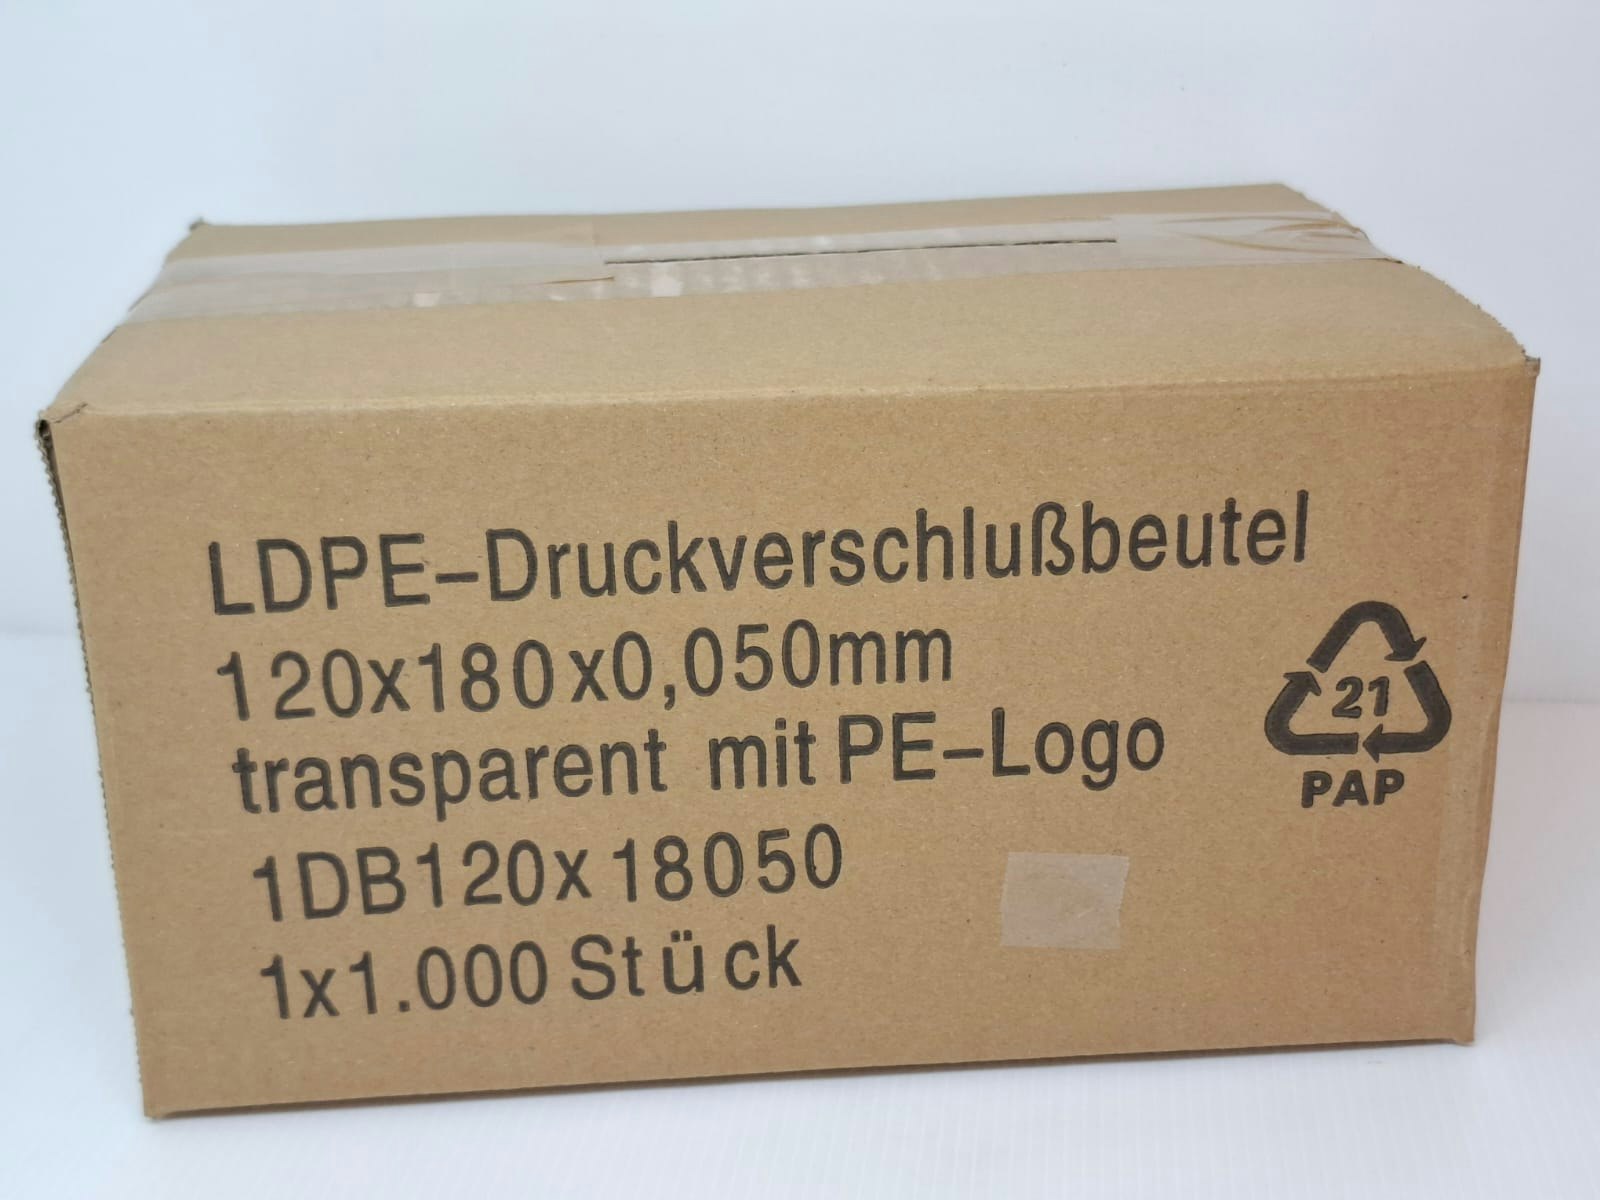 LDPE-Druckverschlußbeutel
120x180x0,050mm
transparent mit PE-Logo
1DB120x18050
1x1.000 Stück
21
PAP